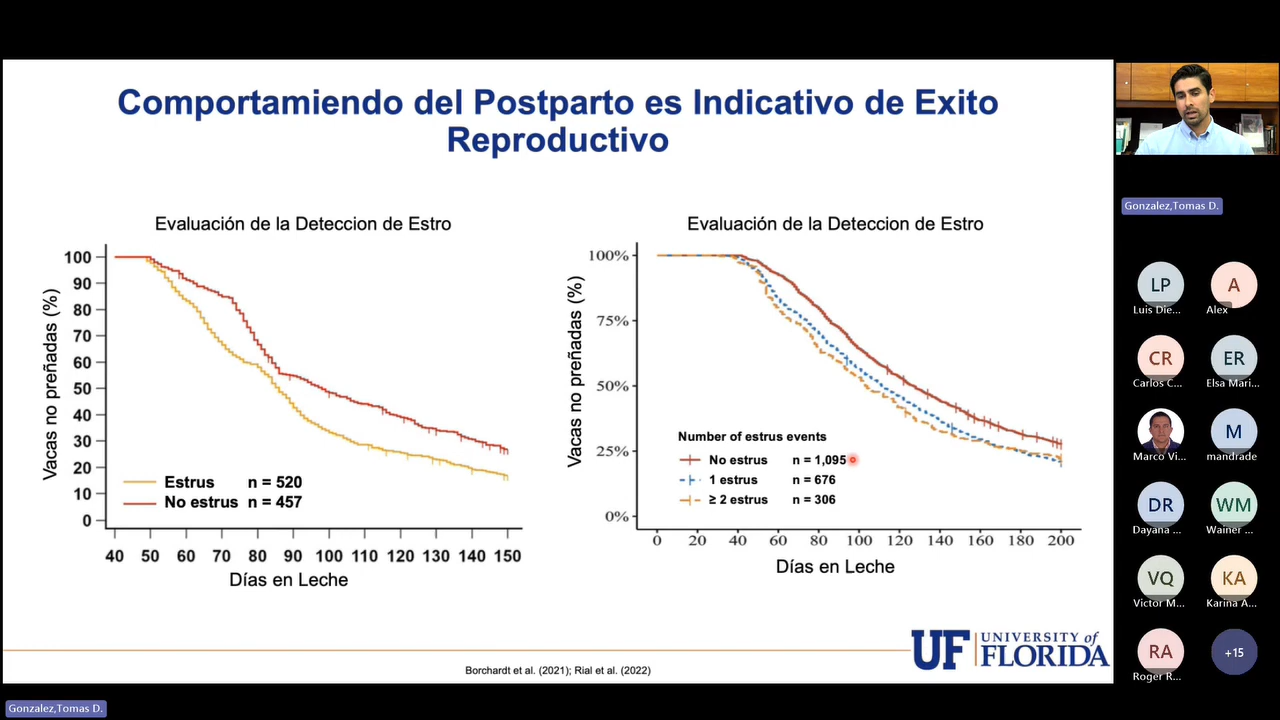 Comportamiendo del Postparto es Indicativo de Exito
Reproductivo
Evaluación de la Deteccion de Estro
Vacas no preñadas (%)
100
90
80
70
60
50
40
30
20
10
0
Estrus n = 520
No estrus n = 457
40 50 60 70 80 90 100 110 120 130 140 150
Días en Leche
Evaluación de la Deteccion de Estro
Vacas no preñadas (%)
100%
75%
50%
25%
0%
Number of estrus events
No estrus n = 1,095
1 estrus n = 676
≥ 2 estrus n = 306
0 20 40 60 80 100 120 140 160 180 200
Días en Leche
Borchardt et al. (2021); Rial et al. (2022)
UF UNIVERSITY of
FLORIDA
Gonzalez,Tomas D.
Gonzalez,Tomas D.
LP
Luis Die...
A
Alex
CR
Carlos C...
ER
Elsa Mari...
Marco Vi...
M
mandrade
DR
Dayana ...
WM
Wainer ...
VQ
Victor M...
KA
Karina A...
RA
Roger R...
+15